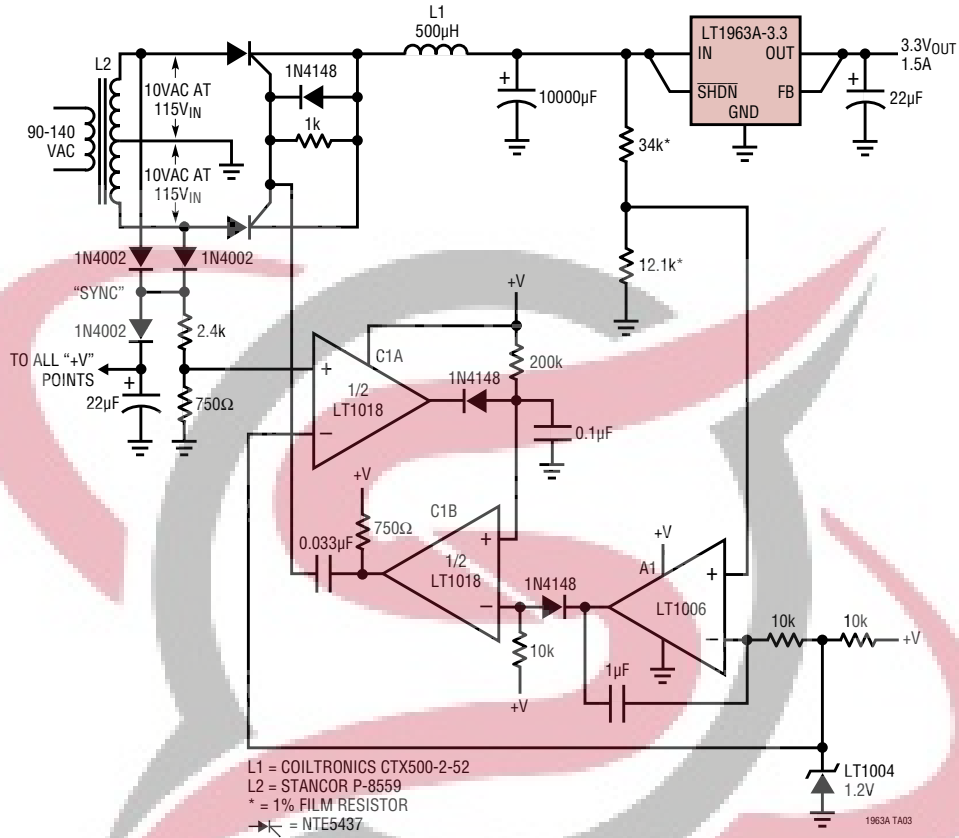 L1
500µH
LT1963A-3.3
IN
OUT
SHDN
FB
GND
3.3VOUT
1.5A
+
22µF
L2
10VAC AT
115VIN
90-140
VAC
10VAC AT
115VIN
1N4148
1k
+
10000µF
34k*
12.1k*
1N4002
1N4002
"SYNC"
1N4002
2.4k
TO ALL "+V"
POINTS
+
22µF
750Ω
+V
C1A
+
1/2
LT1018
–
1N4148
200k
0.1µF
+V
750Ω
C1B
0.033µF
+
1/2
LT1018
–
1N4148
10k
+V
+V
A1
+
LT1006
–
10k
10k
+V
1µF
LT1004
1.2V
L1 = COILTRONICS CTX500-2-52
L2 = STANCOR P-8559
* = 1% FILM RESISTOR
= NTE5437
1963A TA03